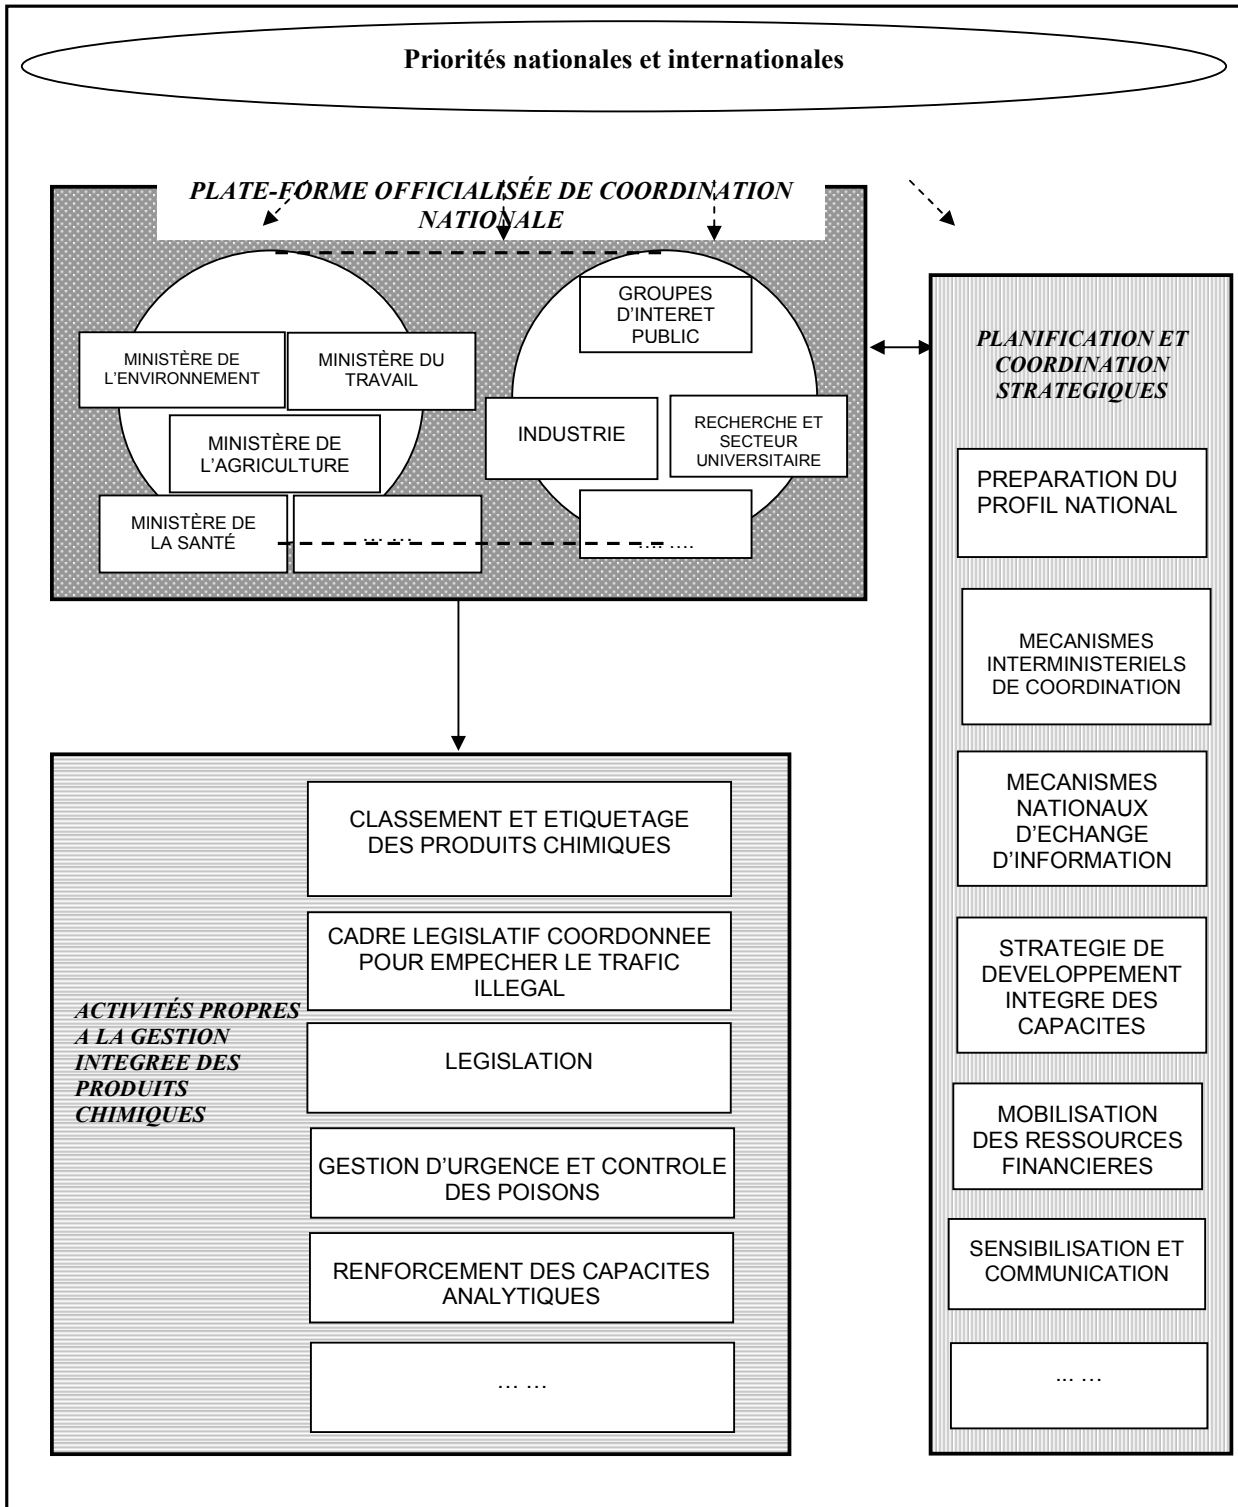 Priorités nationales et internationales
PLATE-FORME OFFICIALISÉE DE COORDINATION
NATIONALE
MINISTÈRE DE
L'ENVIRONNEMENT
MINISTÈRE DU
TRAVAIL
MINISTÈRE DE
L'AGRICULTURE
MINISTÈRE DE
LA SANTÉ
... ...
GROUPES
D'INTERET
PUBLIC
INDUSTRIE
RECHERCHE ET
SECTEUR
UNIVERSITAIRE
.... ....
PLANIFICATION ET
COORDINATION
STRATEGIQUES
PREPARATION DU
PROFIL NATIONAL
MECANISMES
INTERMINISTERIELS
DE COORDINATION
MECANISMES
NATIONAUX
D'ECHANGE
D'INFORMATION
STRATEGIE DE
DEVELOPPEMENT
INTEGRE DES
CAPACITES
MOBILISATION
DES RESSOURCES
FINANCIERES
SENSIBILISATION ET
COMMUNICATION
... ...
ACTIVITÉS PROPRES
A LA GESTION
INTEGREE DES
PRODUITS
CHIMIQUES
CLASSEMENT ET ETIQUETAGE
DES PRODUITS CHIMIQUES
CADRE LEGISLATIF COORDONNEE
POUR EMPECHER LE TRAFIC
ILLEGAL
LEGISLATION
GESTION D'URGENCE ET CONTROLE
DES POISONS
RENFORCEMENT DES CAPACITES
ANALYTIQUES
... ...